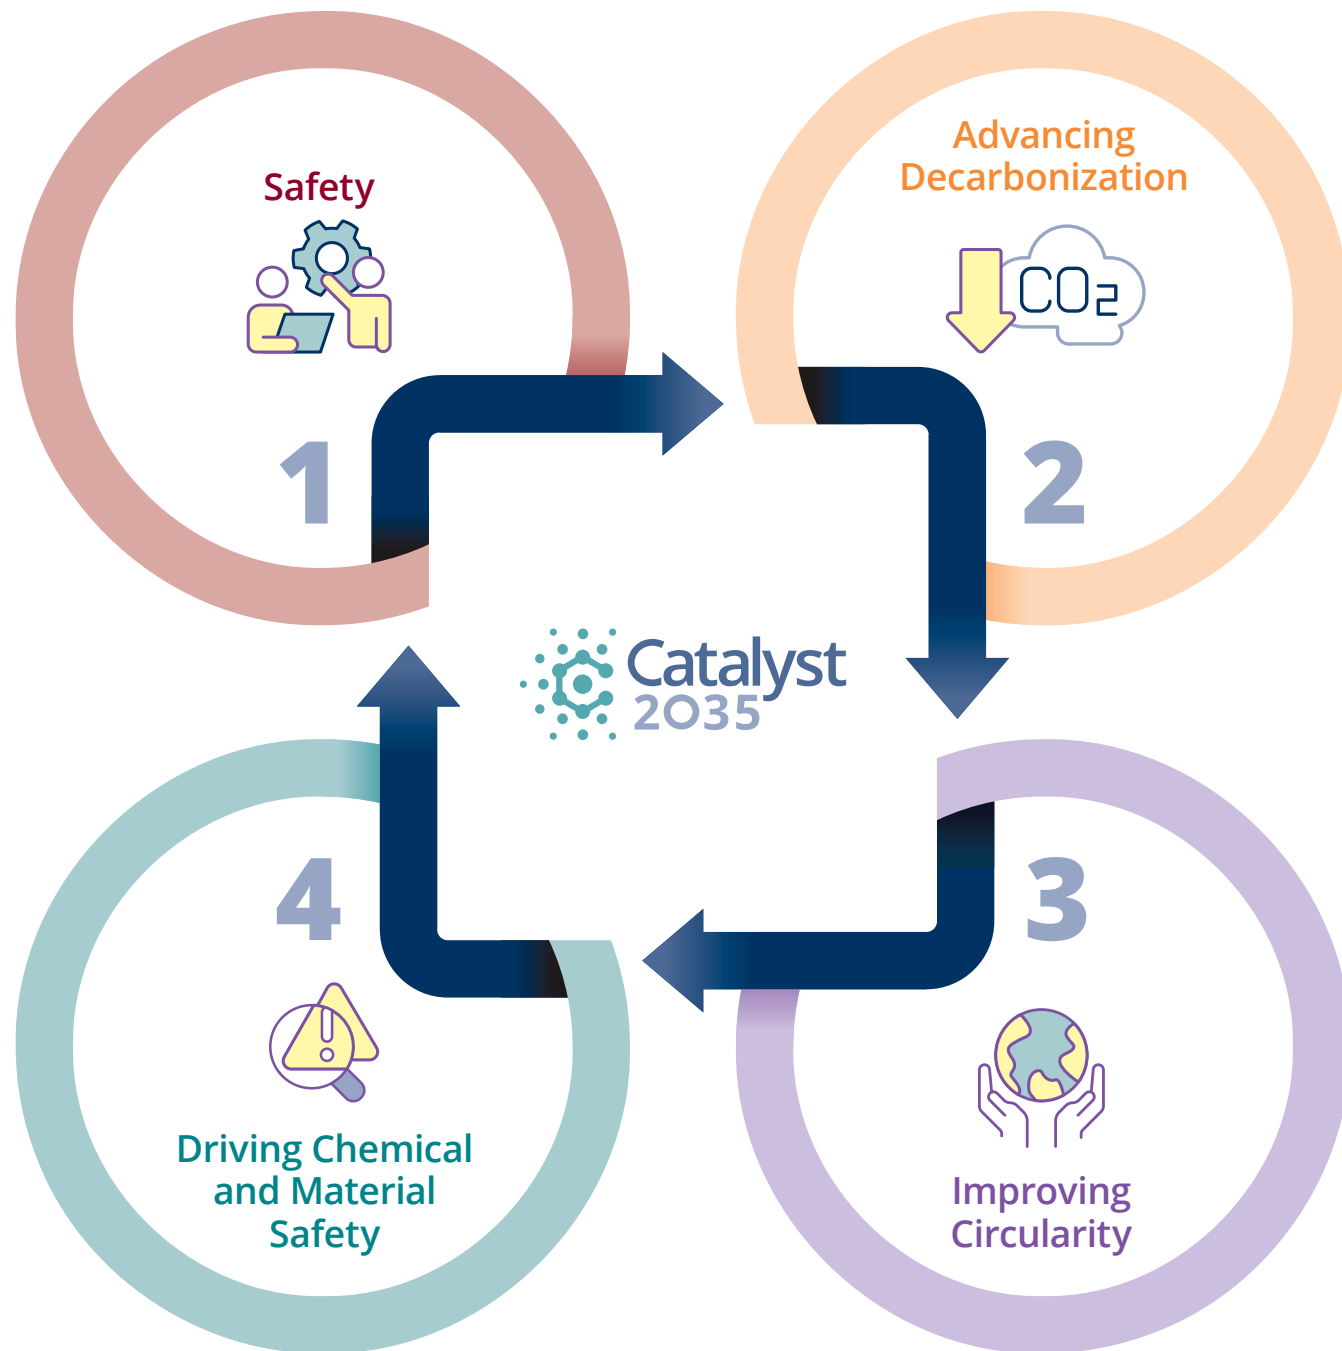 Safety
1
Advancing
Decarbonization
CO2
2
Catalyst
2035
3
Improving
Circularity
4
Driving Chemical
and Material
Safety